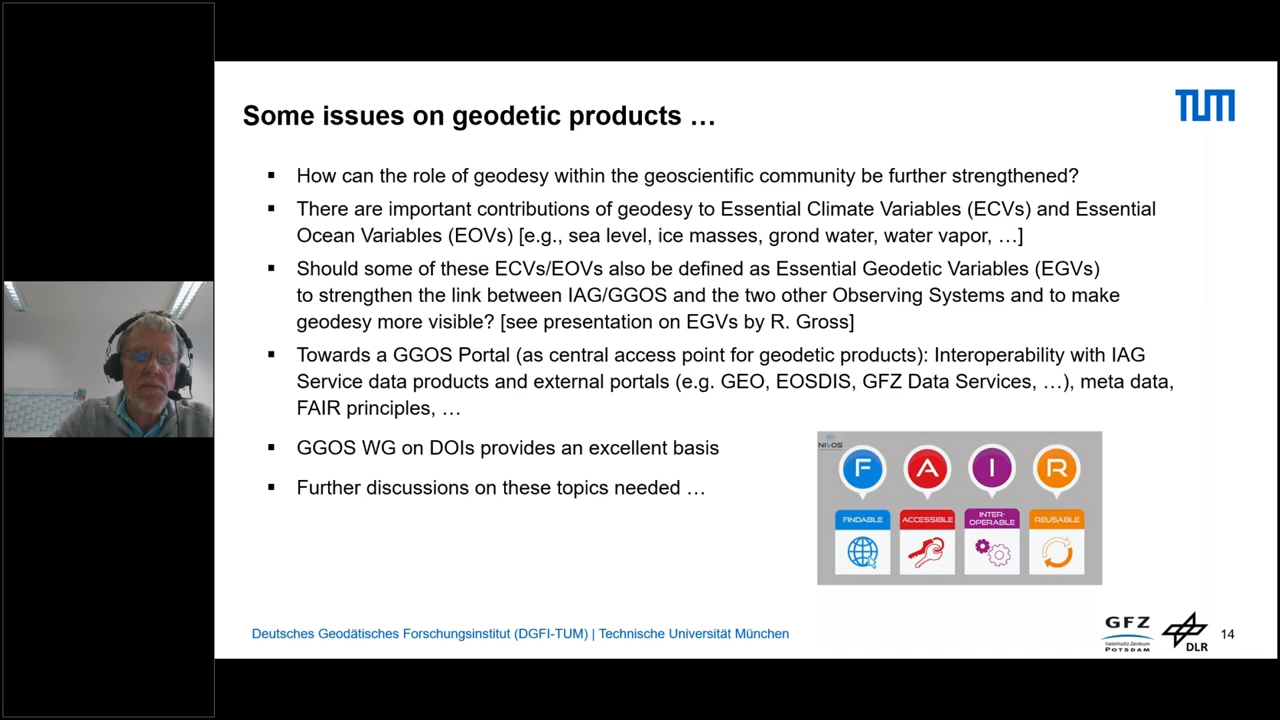 Some issues on geodetic products …
TUM
▪ How can the role of geodesy within the geoscientific community be further strengthened?
▪ There are important contributions of geodesy to Essential Climate Variables (ECVs) and Essential
Ocean Variables (EOVs) [e.g., sea level, ice masses, grond water, water vapor, …]
▪ Should some of these ECVs/EOVs also be defined as Essential Geodetic Variables (EGVs)
to strengthen the link between IAG/GGOS and the two other Observing Systems and to make
geodesy more visible? [see presentation on EGVs by R. Gross]
▪ Towards a GGOS Portal (as central access point for geodetic products): Interoperability with IAG
Service data products and external portals (e.g. GEO, EOSDIS, GFZ Data Services, …), meta data,
FAIR principles, …
▪ GGOS WG on DOIs provides an excellent basis
▪ Further discussions on these topics needed …
F A I R
FINDABLE ACCESSIBLE INTER-
OPERABLE REUSABLE
Deutsches Geodätisches Forschungsinstitut (DGFI-TUM) | Technische Universität München
GFZ
Helmholtz-Zentrum
POTSDAM
DLR
14